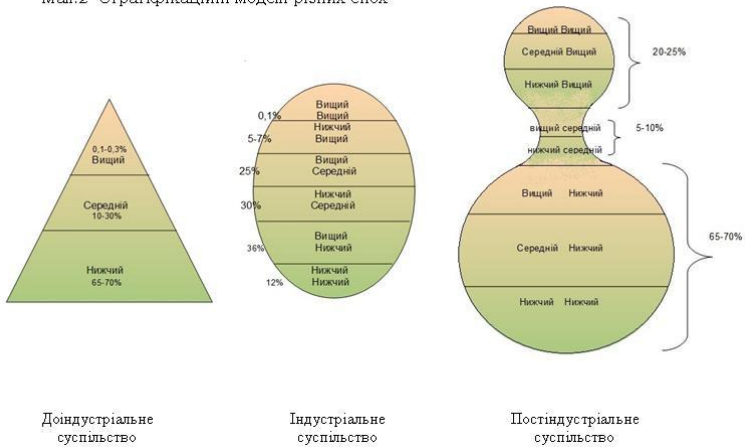 Мал.2 Стратифікаційні моделі різних епох
0,1-0,3%
Вищий
Середній
10-30%
Нижчий
65-70%
Вищий
0,1% Вищий
Нижчий
5-7% Вищий
Вищий
25% Середній
Нижчий
30% Середній
Вищий
36% Нижчий
Нижчий
12% Нижчий
Вищий Вищий
Середній Вищий
Нижчий Вищий
20-25%
вищий середній
нижчий середній
5-10%
Вищий Нижчий
Середній Нижчий
Нижчий Нижчий
65-70%
Доіндустріальне
суспільство
Індустріальне
суспільство
Постіндустріальне
суспільство